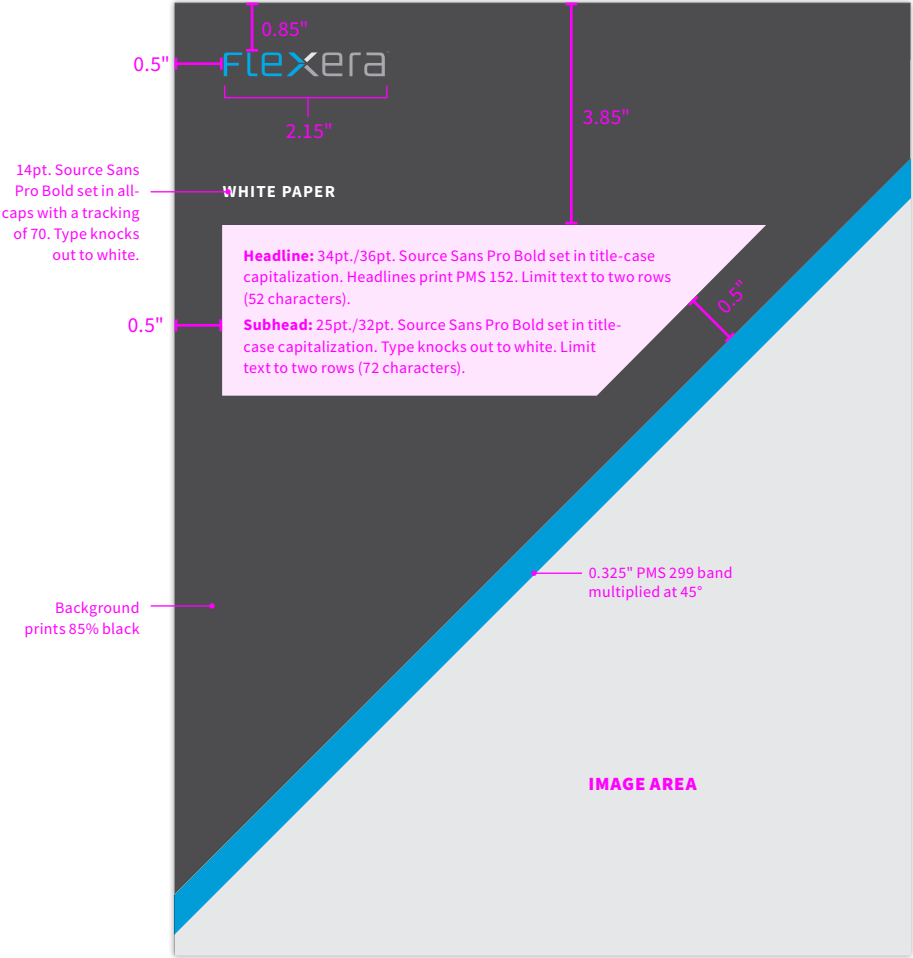 0.85"
0.5"
flexera
2.15"
3.85"
14pt. Source Sans
Pro Bold set in all-
caps with a tracking
of 70. Type knocks
out to white.
WHITE PAPER
Headline: 34pt./36pt. Source Sans Pro Bold set in title-case
capitalization. Headlines print PMS 152. Limit text to two rows
(52 characters).
Subhead: 25pt./32pt. Source Sans Pro Bold set in title-
case capitalization. Type knocks out to white. Limit
text to two rows (72 characters).
0.5"
0.5"
0.325" PMS 299 band
multiplied at 45°
Background
prints 85% black
IMAGE AREA